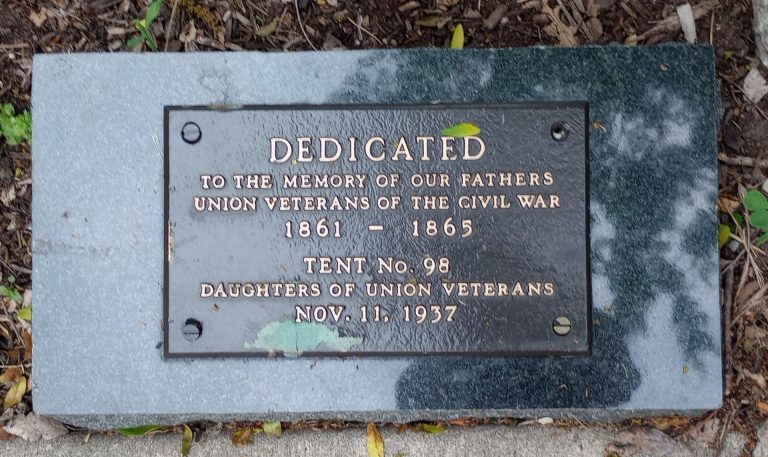 DEDICATED
TO THE MEMORY OF OUR FATHERS
UNION VETERANS OF THE CIVIL WAR
1861 – 1865
TENT No. 98
DAUGHTERS OF UNION VETERANS
NOV. 11, 1937